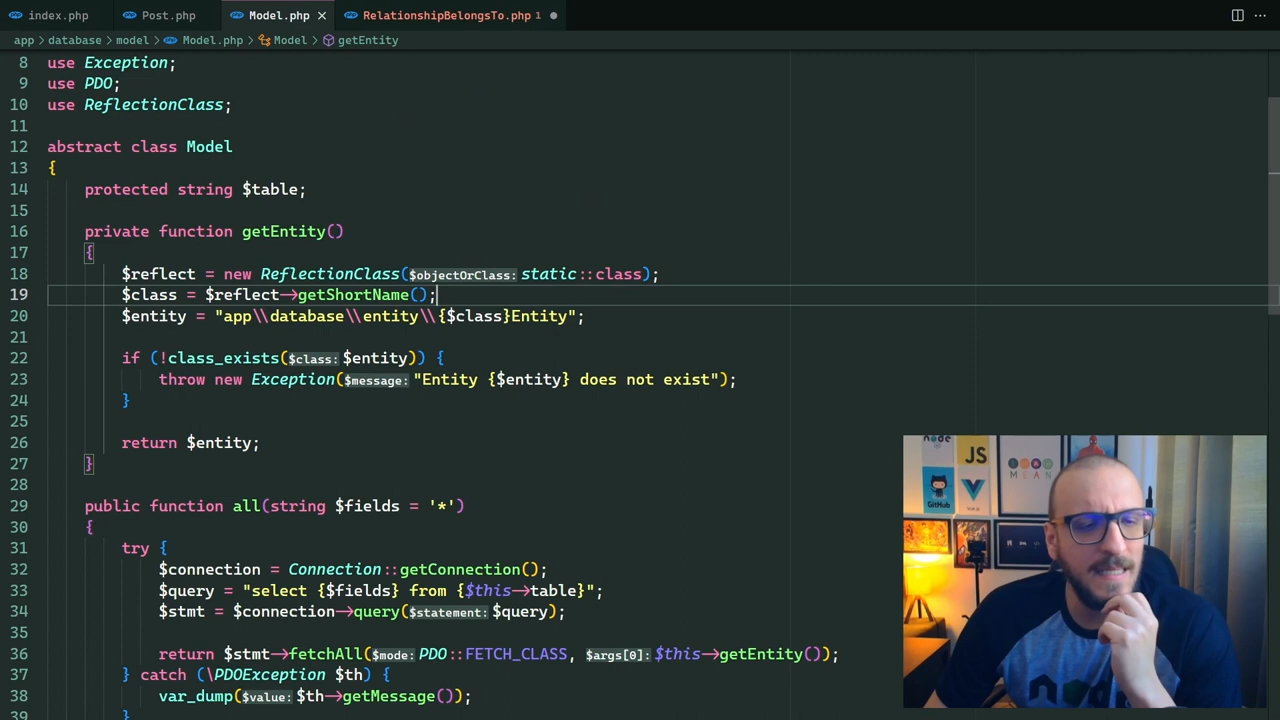 index.php
Post.php
Model.php
RelationshipBelongsTo.php 1
app > database > model > Model.php > Model > getEntity
8 use Exception;
9 use PDO;
10 use ReflectionClass;
11
12 abstract class Model
13 {
14 protected string $table;
15
16 private function getEntity()
17 {
18 $reflect = new ReflectionClass($objectOrClass: static::class);
19 $class = $reflect->getShortName();
20 $entity = "app\\database\\entity\\{$class}Entity";
21
22 if (!class_exists($class: $entity)) {
23 throw new Exception($message: "Entity {$entity} does not exist");
24 }
25
26 return $entity;
27 }
28
29 public function all(string $fields = '*')
30 {
31 try {
32 $connection = Connection::getConnection();
33 $query = "select {$fields} from {$this->table}";
34 $stmt = $connection->query($statement: $query);
35
36 return $stmt->fetchAll($mode: PDO::FETCH_CLASS, $args[0]: $this->getEntity());
37 } catch (\PDOException $th) {
38 var_dump($value: $th->getMessage());
39 }
node
JS
GitHub
MEAN